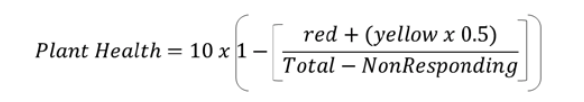 Plant Health = 10 x (1 − [red + (yellow x 0.5) / Total − NonResponding])